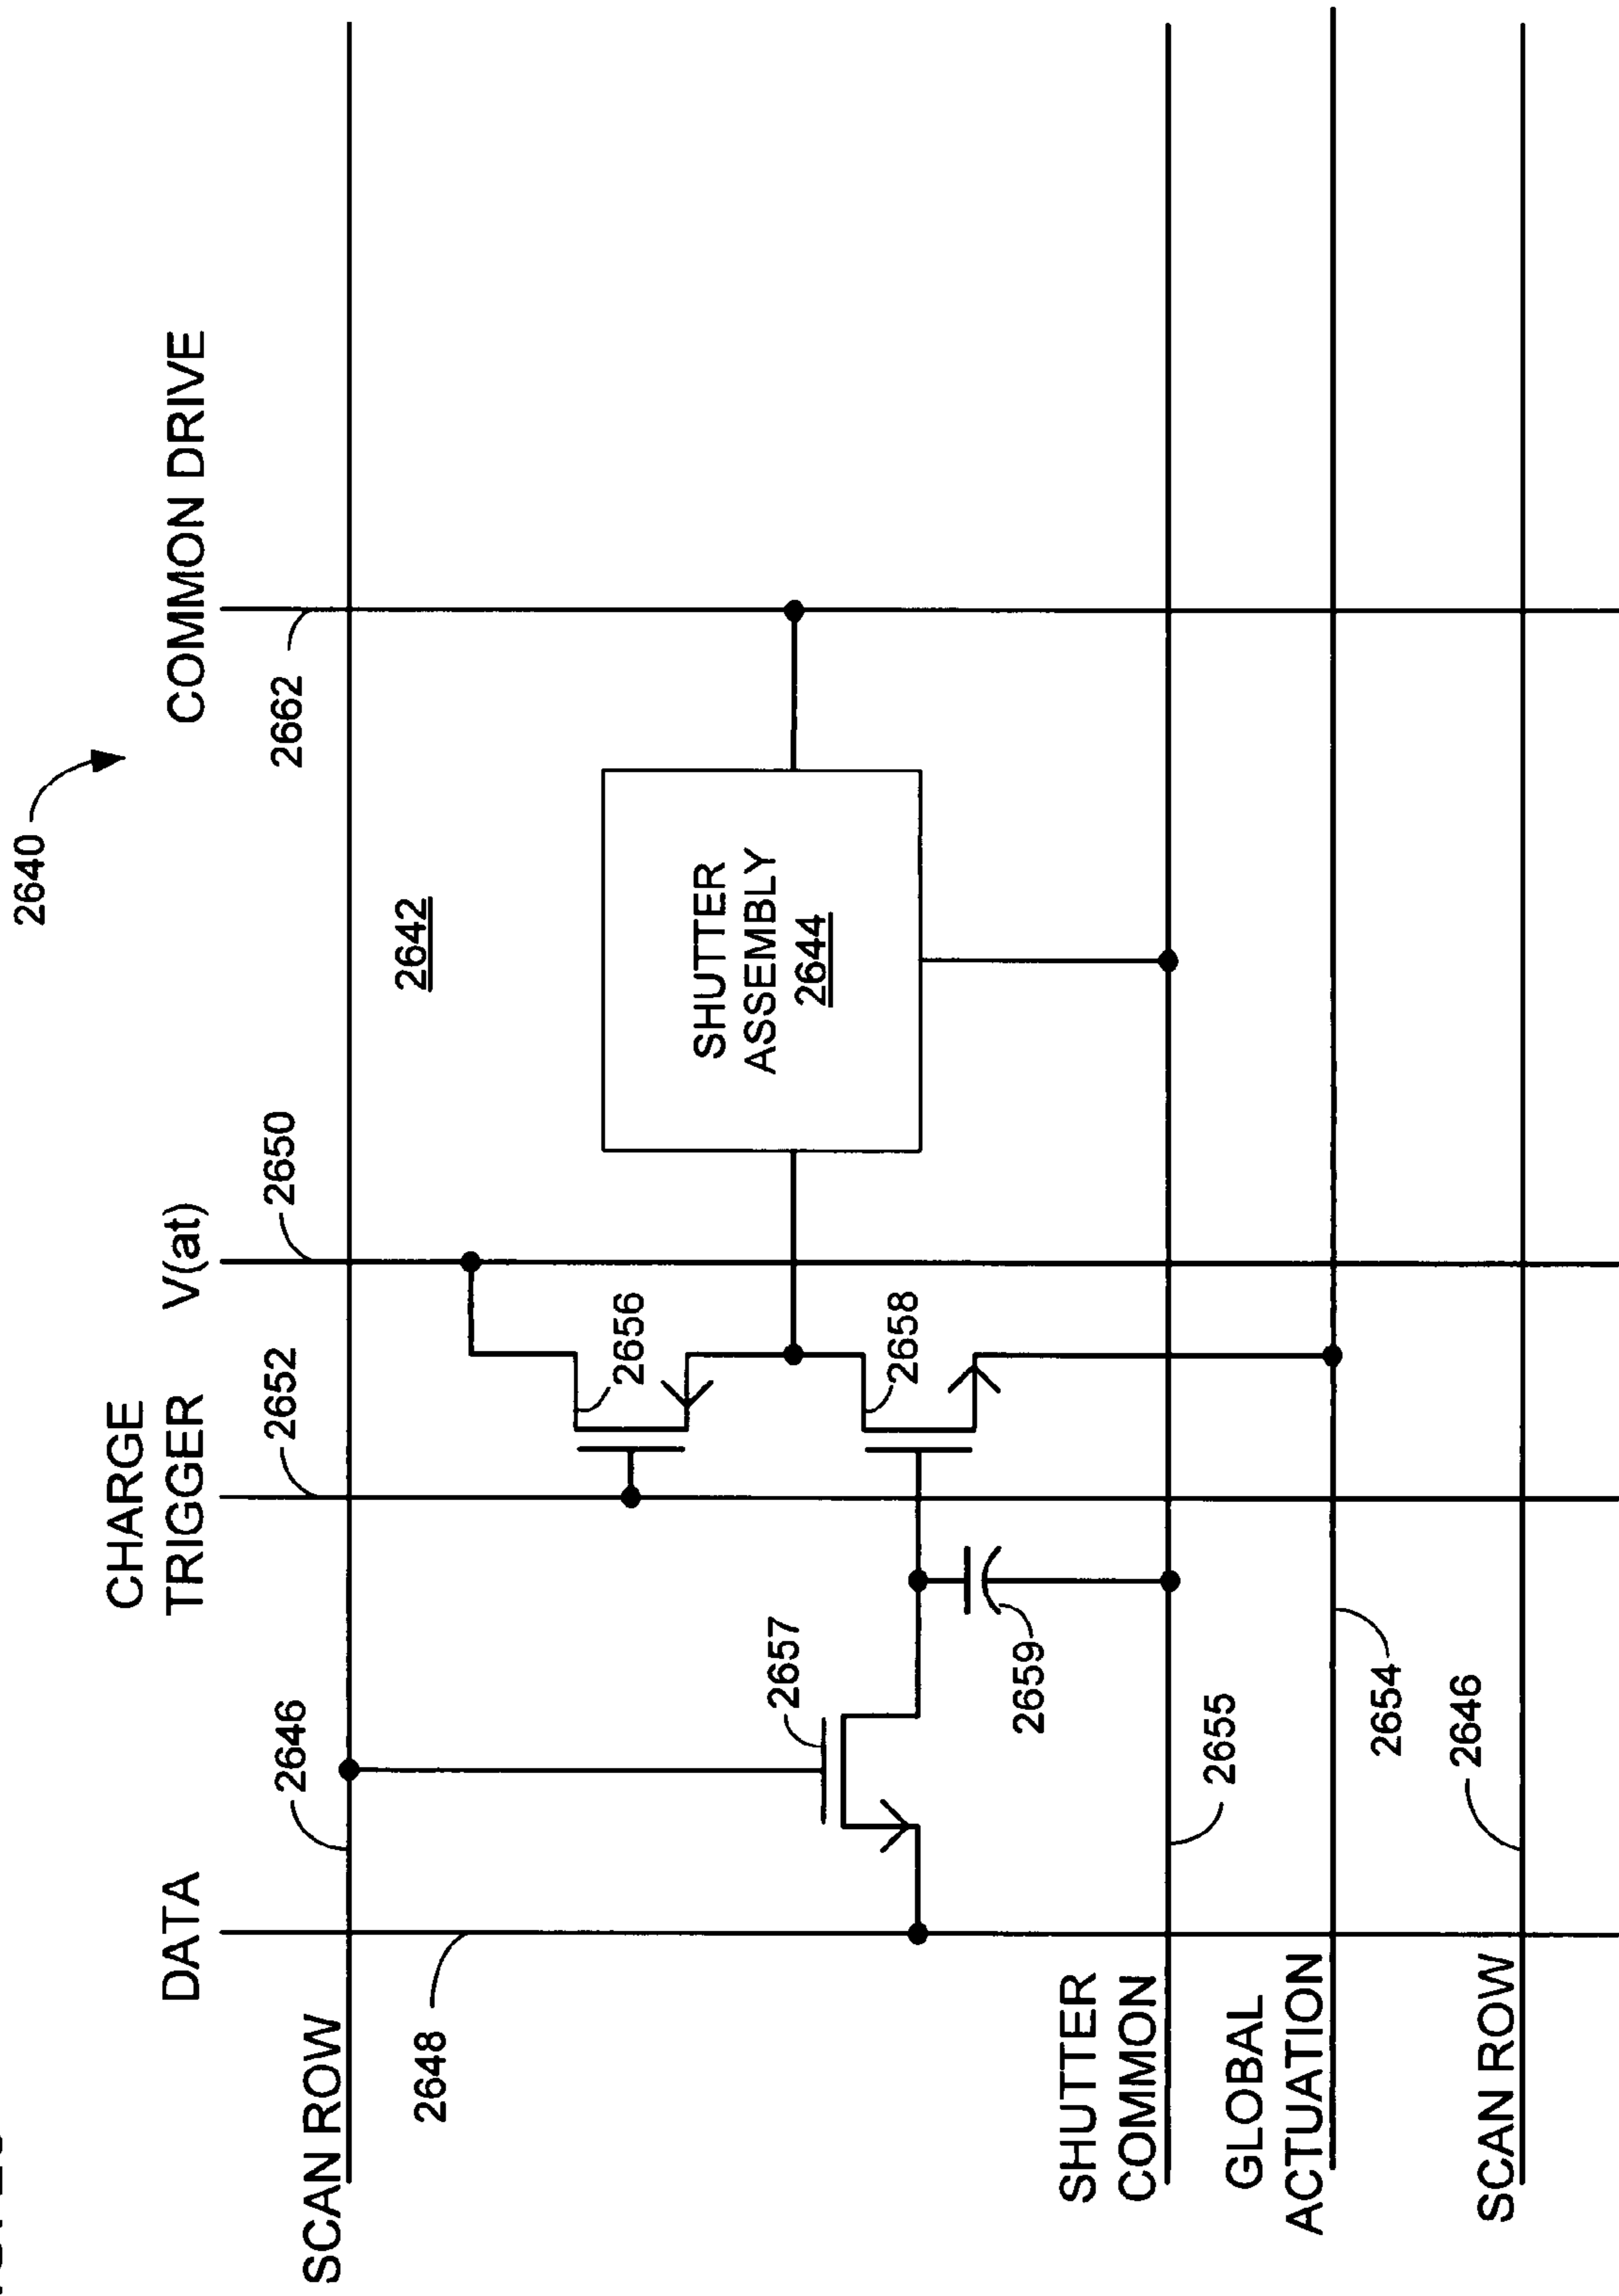 2640
DATA
CHARGE
TRIGGER
V(at)
COMMON DRIVE
2652
2650
2662
SCAN ROW
2646
2648
2642
2656
SHUTTER
ASSEMBLY
2644
2657
2658
2659
SHUTTER
COMMON
2655
GLOBAL
ACTUATION
2654
SCAN ROW
2646